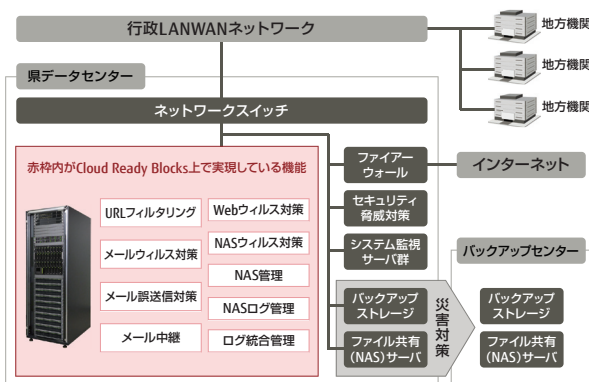 行政LANWANネットワーク
地方機関
地方機関
地方機関
県データセンター
ネットワークスイッチ
赤枠内がCloud Ready Blocks上で実現している機能
URLフィルタリング
メールウィルス対策
メール誤送信対策
メール中継
Webウィルス対策
NASウィルス対策
NAS管理
NASログ管理
ログ統合管理
ファイアー
ウォール
セキュリティ
脅威対策
システム監視
サーバ群
バックアップ
ストレージ
ファイル共有
(NAS)サーバ
災害対策
インターネット
バックアップセンター
バックアップ
ストレージ
ファイル共有
(NAS)サーバ